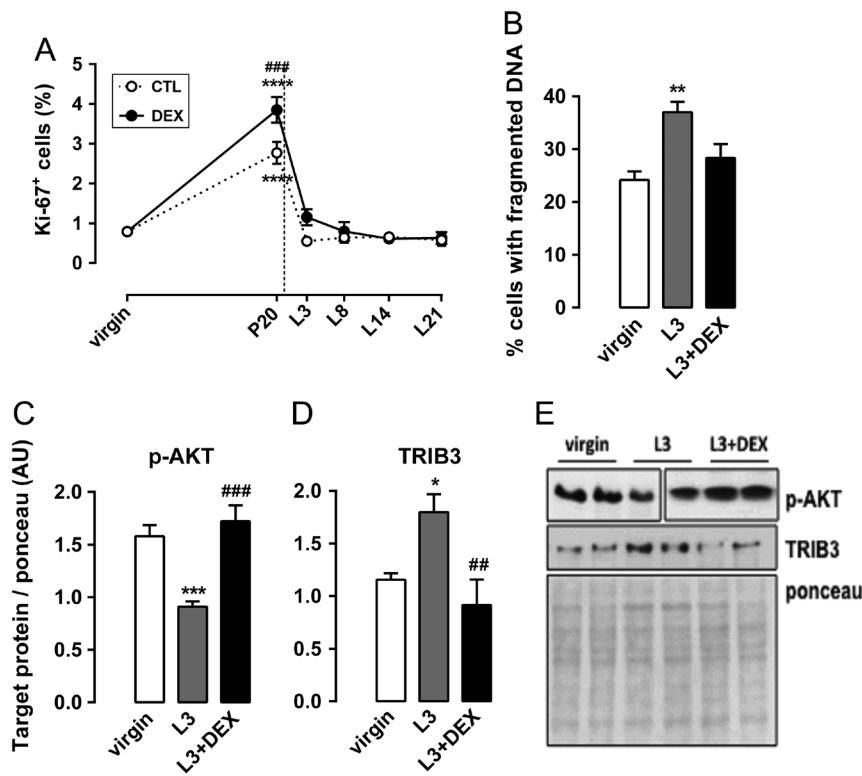 A
Ki-67+ cells (%)
5
4
3
2
1
0
CTL
DEX
###
****
****
virgin
P20
L3
L8
L14
L21
B
% cells with fragmented DNA
40
30
20
10
0
**
virgin
L3
L3+DEX
C
p-AKT
Target protein / ponceau (AU)
2.0
1.5
1.0
0.5
0.0
***
###
virgin
L3
L3+DEX
D
TRIB3
2.0
1.5
1.0
0.5
0.0
*
##
virgin
L3
L3+DEX
E
virgin L3 L3+DEX
p-AKT
TRIB3
ponceau